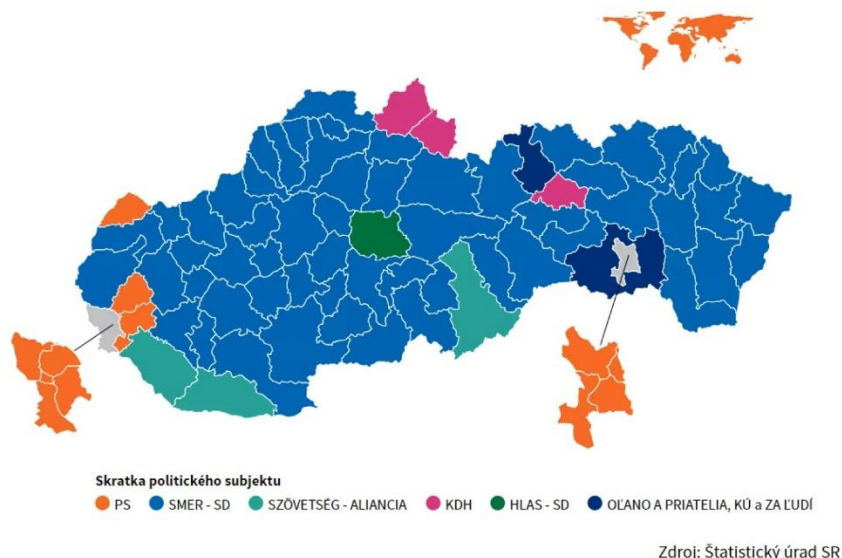 Skratka politického subjektu
PS SMER - SD SZÖVETSÉG - ALIANCIA KDH HLAS - SD OĽANO A PRIATELIA, KÚ a ZA ĽUDÍ
Zdroj: Štatistický úrad SR